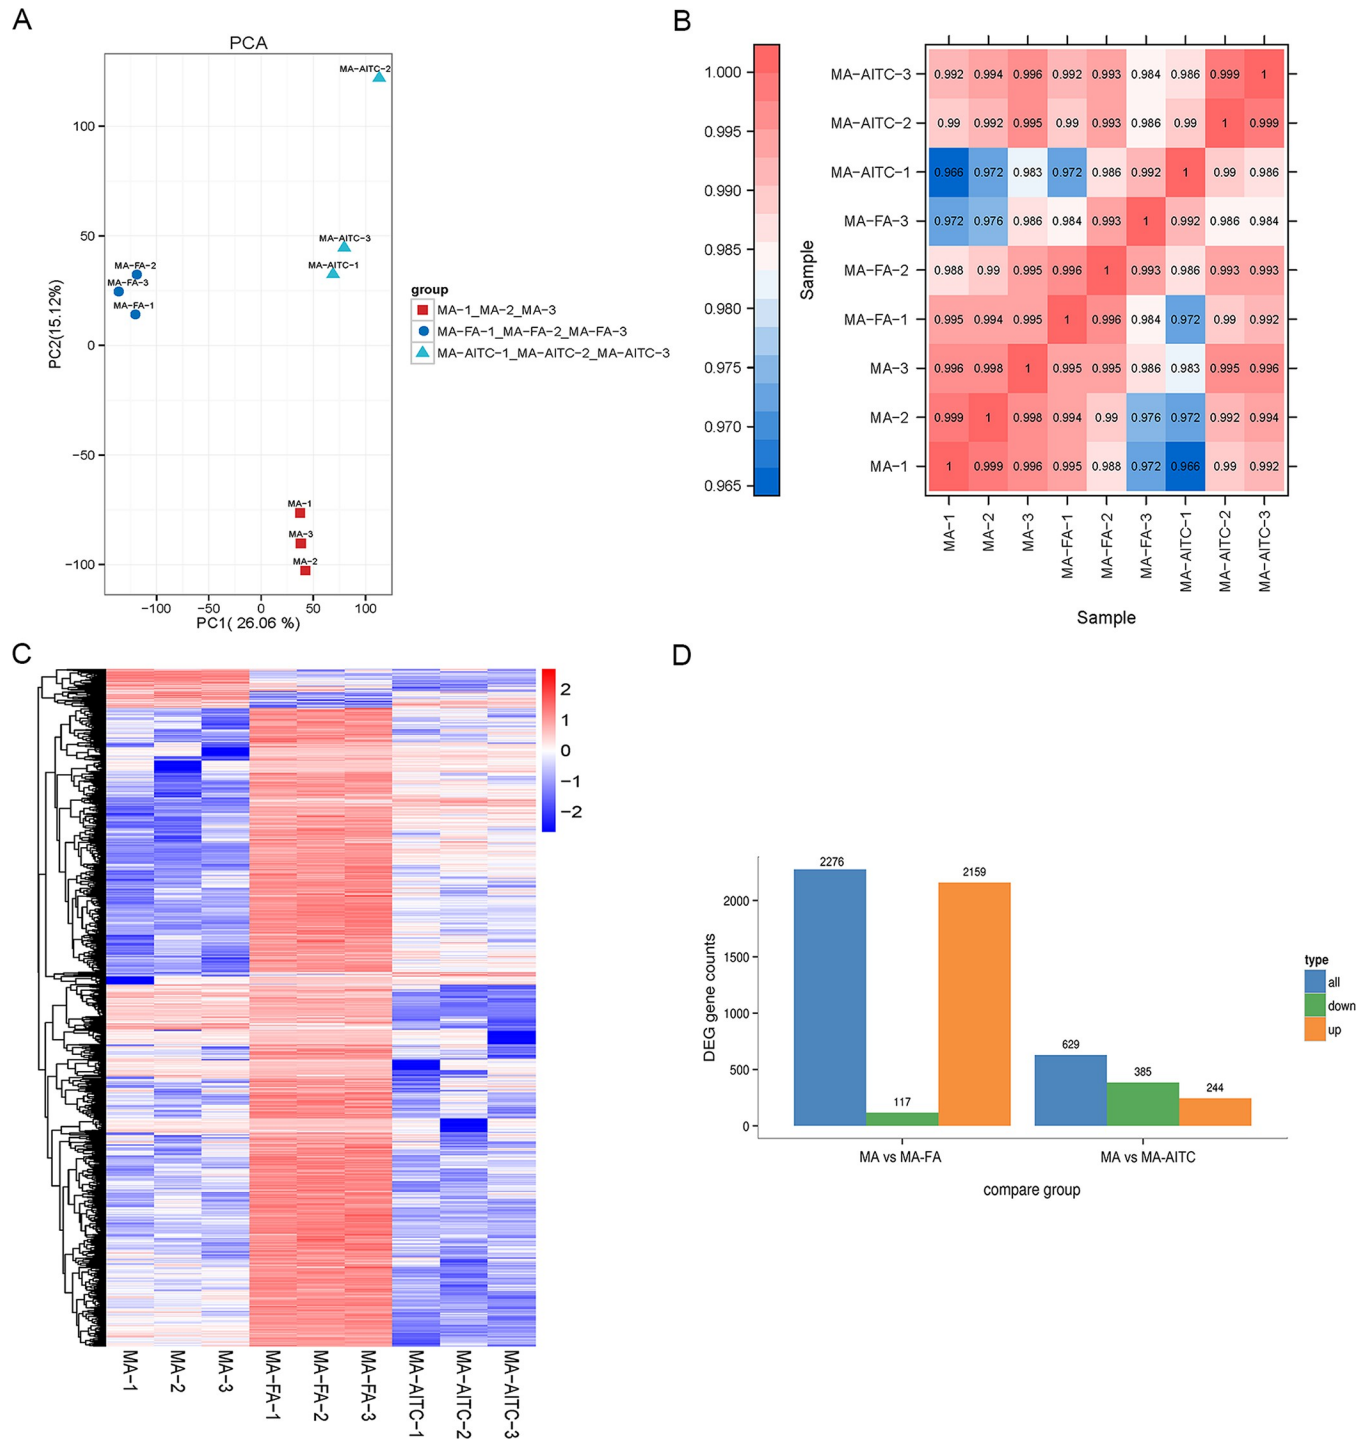 A
PCA
MA-AITC-2
100
50
0
−50
−100
MA-AITC-3
MA-AITC-1
MA-FA-2
MA-FA-3
MA-FA-1
MA-1
MA-3
MA-2
PC2(15.12%)
−100 −50 0 50 100
PC1( 26.06 %)
group
MA-1_MA-2_MA-3
MA-FA-1_MA-FA-2_MA-FA-3
MA-AITC-1_MA-AITC-2_MA-AITC-3
B
1.000
0.995
0.990
0.985
0.980
0.975
0.970
0.965
Sample
MA-AITC-3 0.992 0.994 0.996 0.992 0.993 0.984 0.986 0.999 1
MA-AITC-2 0.99 0.992 0.995 0.99 0.993 0.986 0.99 1 0.999
MA-AITC-1 0.966 0.972 0.983 0.972 0.986 0.992 1 0.99 0.986
MA-FA-3 0.972 0.976 0.986 0.984 0.993 1 0.992 0.986 0.984
MA-FA-2 0.988 0.99 0.995 0.996 1 0.993 0.986 0.993 0.993
MA-FA-1 0.995 0.994 0.995 1 0.996 0.984 0.972 0.99 0.992
MA-3 0.996 0.998 1 0.995 0.995 0.986 0.983 0.995 0.996
MA-2 0.999 1 0.998 0.994 0.99 0.976 0.972 0.992 0.994
MA-1 1 0.999 0.996 0.995 0.988 0.972 0.966 0.99 0.992
MA-1 MA-2 MA-3 MA-FA-1 MA-FA-2 MA-FA-3 MA-AITC-1 MA-AITC-2 MA-AITC-3
Sample
C
2
1
0
−1
−2
MA-1 MA-2 MA-3 MA-FA-1 MA-FA-2 MA-FA-3 MA-AITC-1 MA-AITC-2 MA-AITC-3
D
DEG gene counts
2000
1500
1000
500
0
2276
117
2159
629
385
244
MA vs MA-FA MA vs MA-AITC
compare group
type
all
down
up